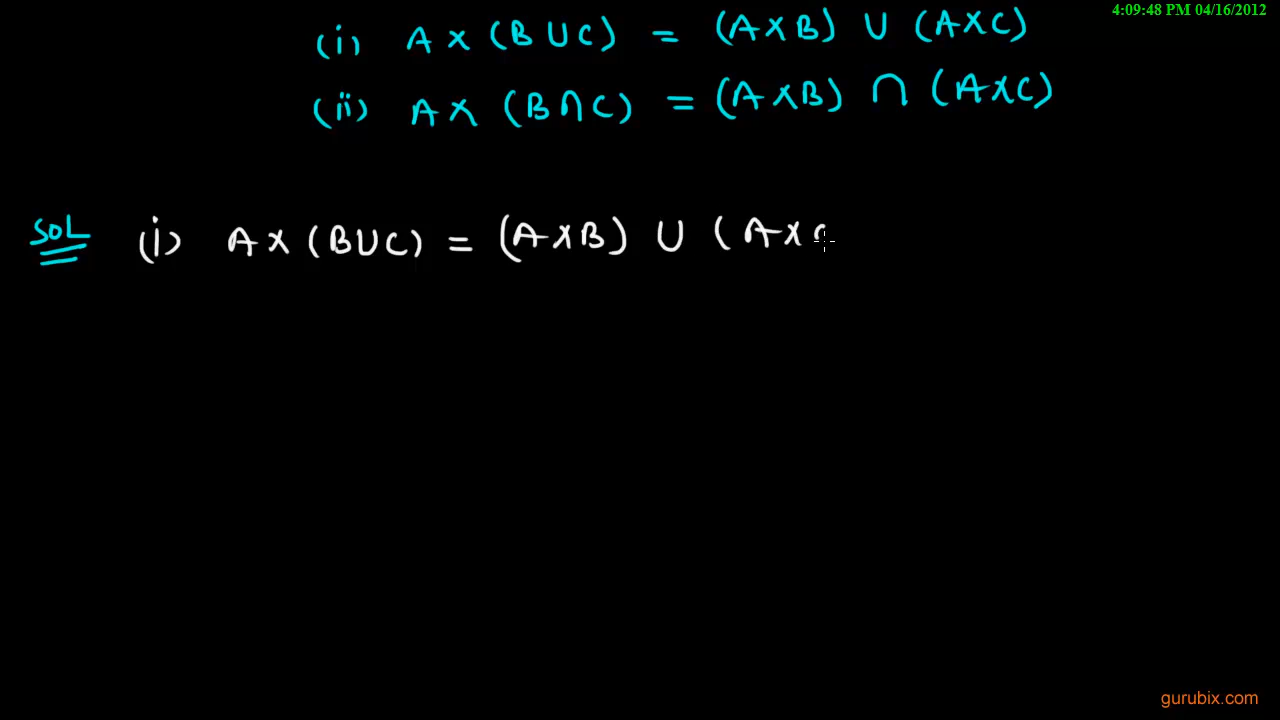 4:09:48 PM 04/16/2012
(i) A × (B ∪ C) = (A×B) ∪ (A×C)
(ii) A × (B∩C) = (A×B) ∩ (A×C)
SOL (i) A × (B∪C) = (A×B) ∪ (A×
gurubix.com